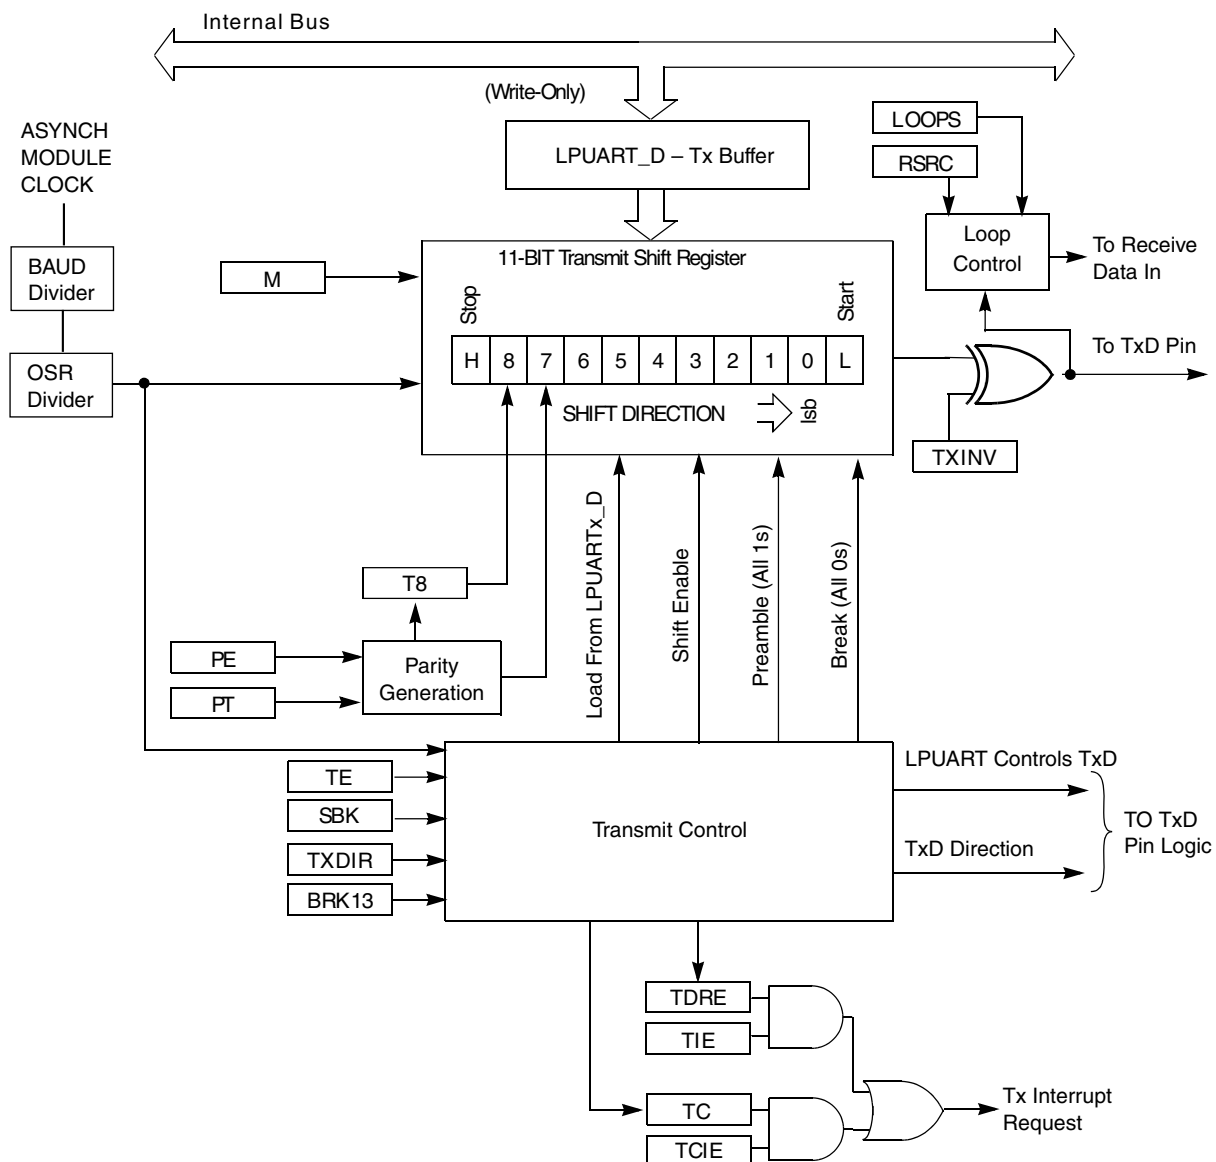 Internal Bus
(Write-Only)
LOOPS
ASYNCH
MODULE
CLOCK
LPUART_D – Tx Buffer
RSRC
Loop
Control
To Receive
Data In
BAUD
Divider
M
11-BIT Transmit Shift Register
Stop
Start
H 8 7 6 5 4 3 2 1 0 L
To TxD Pin
OSR
Divider
SHIFT DIRECTION
lsb
TXINV
Load From LPUARTx_D
Shift Enable
Preamble (All 1s)
Break (All 0s)
T8
PE
PT
Parity
Generation
TE
SBK
TXDIR
BRK13
Transmit Control
LPUART Controls TxD
TxD Direction
TO TxD
Pin Logic
TDRE
TIE
TC
TCIE
Tx Interrupt
Request